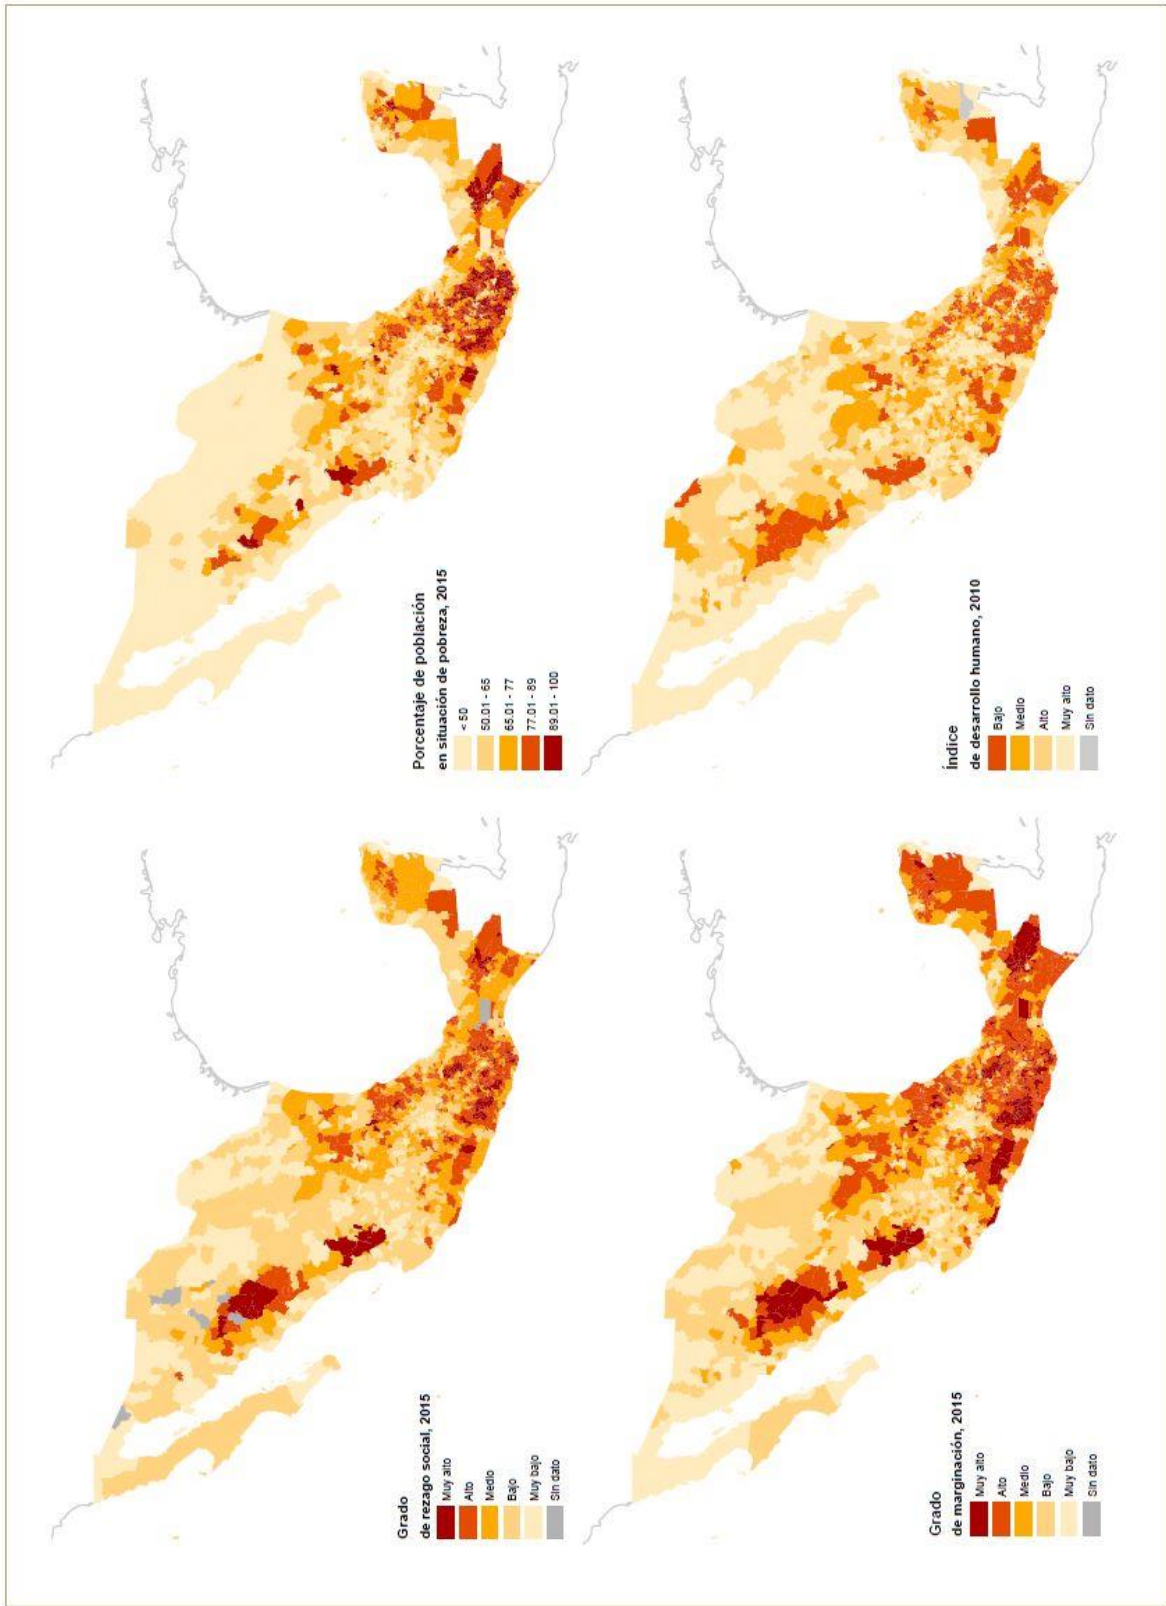 Porcentaje de población
en situación de pobreza, 2015
< 50
50.01 - 65
65.01 - 77
77.01 - 89
89.01 - 100
Índice
de desarrollo humano, 2010
Bajo
Medio
Alto
Muy alto
Sin dato
Grado
de rezago social, 2015
Muy alto
Alto
Medio
Bajo
Muy bajo
Sin dato
Grado
de marginación, 2015
Muy alto
Alto
Medio
Bajo
Muy bajo
Sin dato